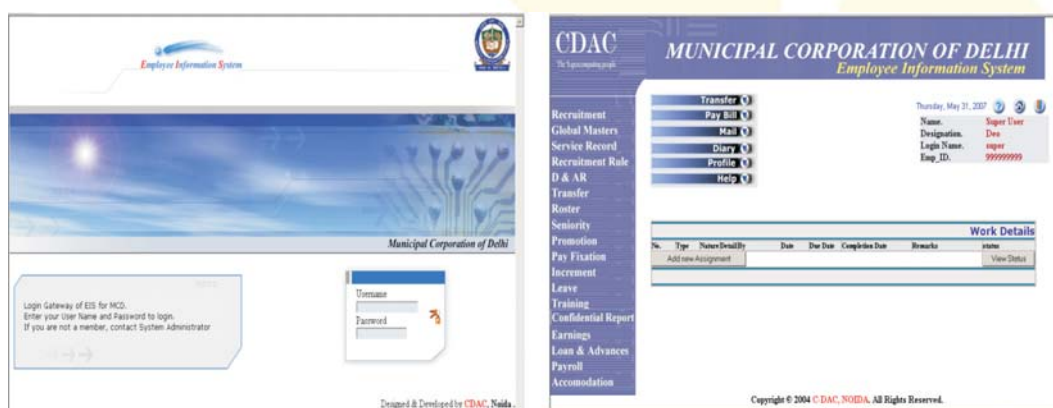 Employee Information System
Municipal Corporation of Delhi
Login Gateway of EIS for MCD.
Enter your User Name and Password to login.
If you are not a member, contact System Administrator
Username
Password
Designed & Developed by CDAC, Noida.
CDAC
MUNICIPAL CORPORATION OF DELHI
Employee Information System
Recruitment
Global Masters
Service Record
Recruitment Rule
D & AR
Transfer
Roster
Seniority
Promotion
Pay Fixation
Increment
Leave
Training
Confidential Report
Earnings
Loan & Advances
Payroll
Accomodation
Transfer
Pay Bill
Mail
Diary
Profile
Help
Thursday, May 31, 2007
Name. Super User
Designation. Deo
Login Name. super
Emp_ID. 999999999
Work Details
No. Type Nature Detail By Date Due Date Completion Date Remarks status
Add new Assignment View Status
Copyright © 2004 C-DAC, NOIDA, All Rights Reserved.